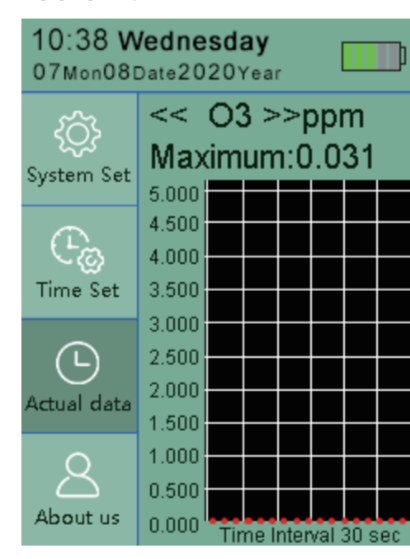 10:38 Wednesday
07Mon08Date2020Year
System Set
Time Set
Actual data
About us
<< O3 >>ppm
Maximum:0.031
5.000
4.500
4.000
3.500
3.000
2.500
2.000
1.500
1.000
0.500
0.000
Time Interval 30 sec